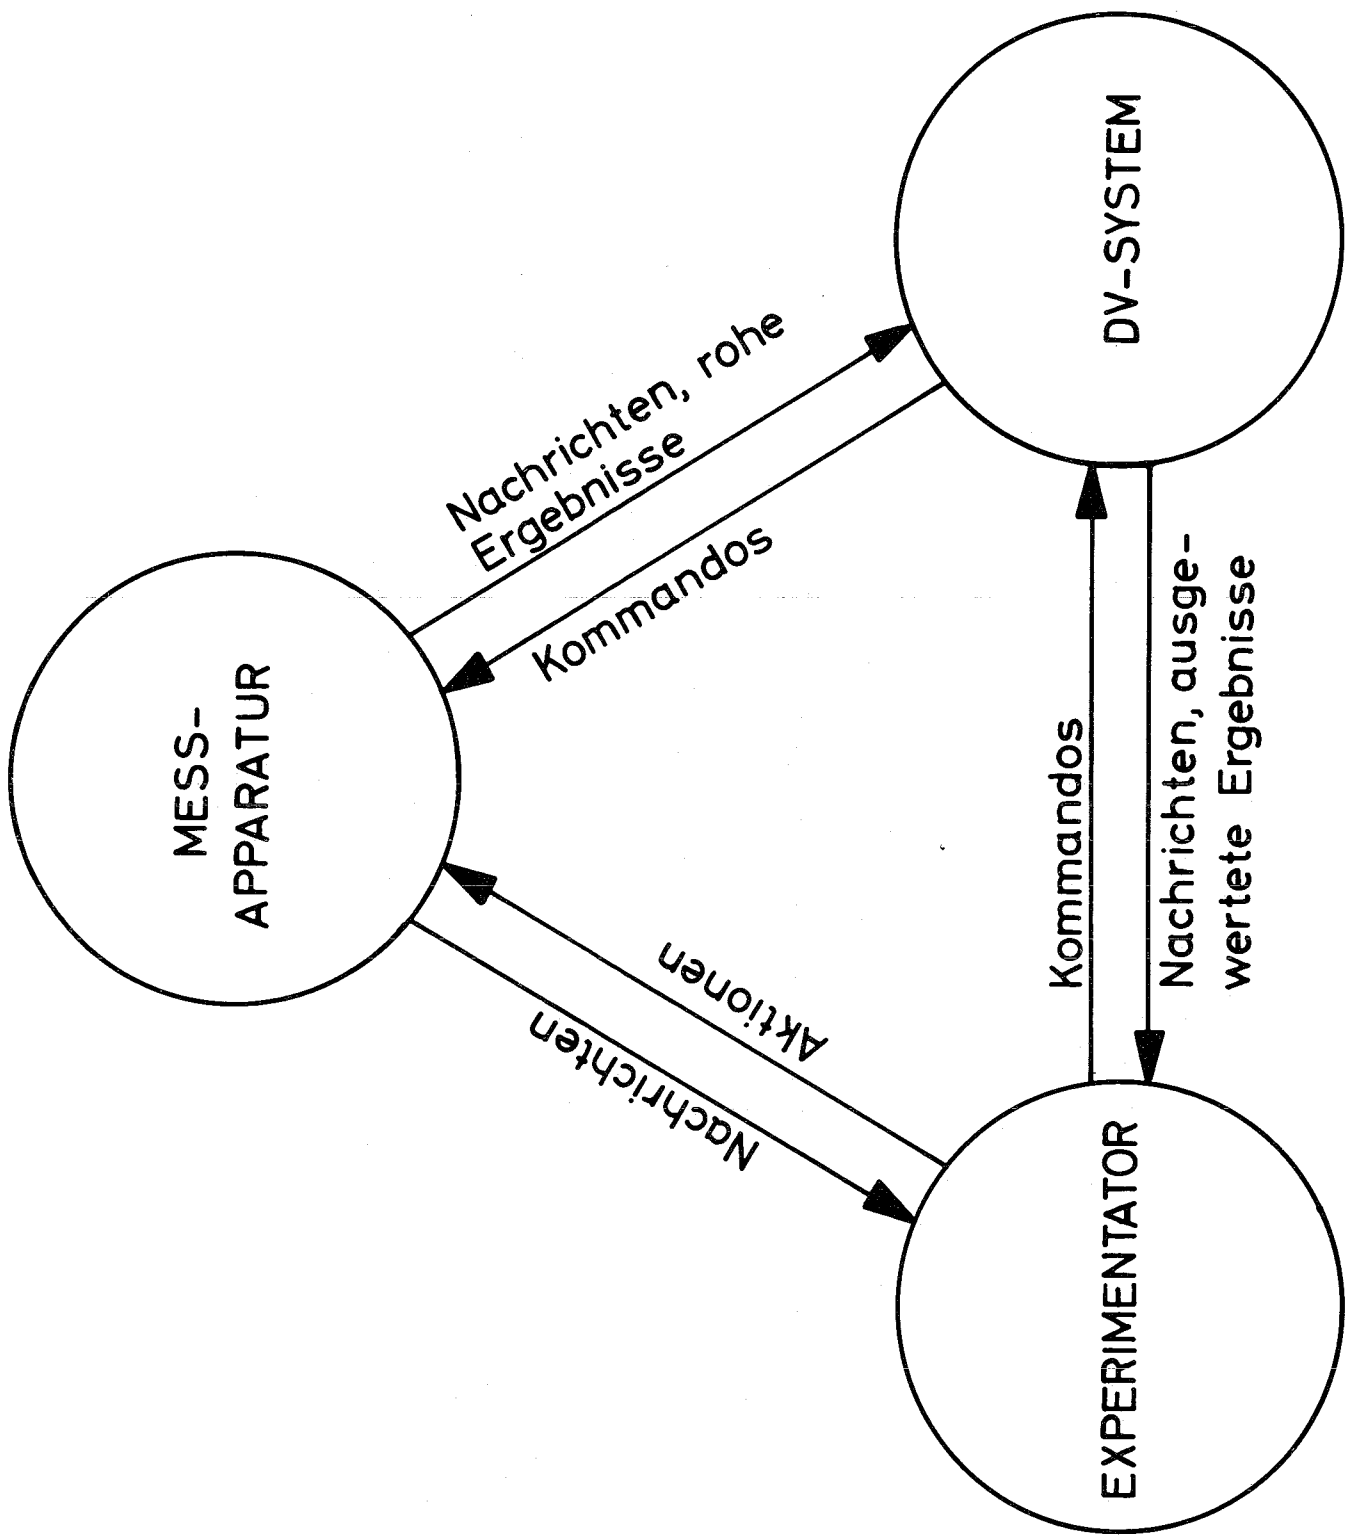 MESS-
APPARATUR
Nachrichten
Aktionen
Nachrichten, rohe
Ergebnisse
Kommandos
EXPERIMENTATOR
Kommandos
Nachrichten, ausge-
wertete Ergebnisse
DV-SYSTEM